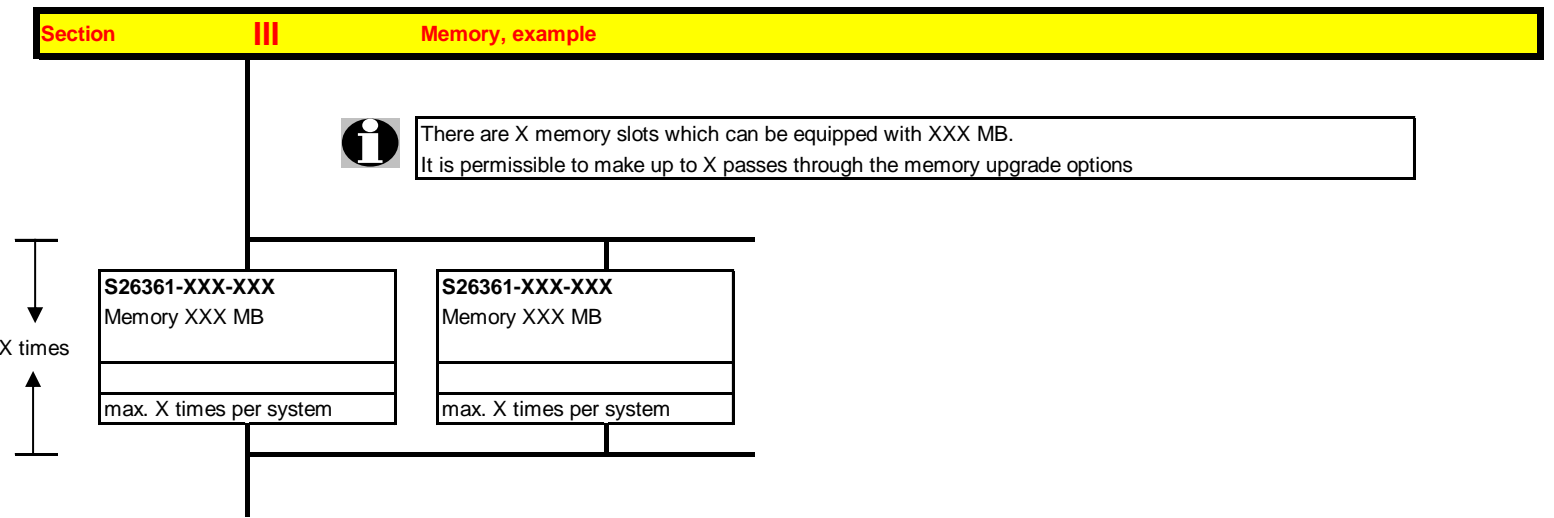 Section III Memory, example
There are X memory slots which can be equipped with XXX MB.
It is permissible to make up to X passes through the memory upgrade options
S26361-XXX-XXX
Memory XXX MB
max. X times per system
S26361-XXX-XXX
Memory XXX MB
max. X times per system
X times